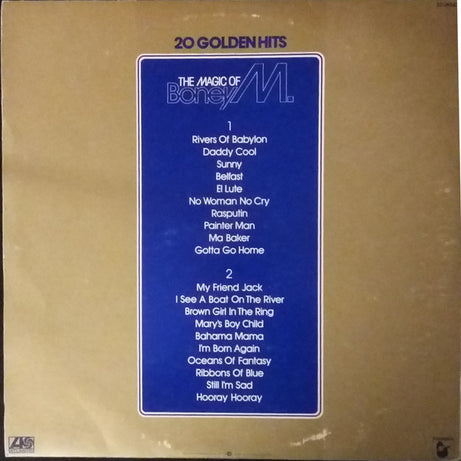 20 GOLDEN HITS
THE MAGIC OF
Boney M.
1
Rivers Of Babylon
Daddy Cool
Sunny
Belfast
El Lute
No Woman No Cry
Rasputin
Painter Man
Ma Baker
Gotta Go Home
2
My Friend Jack
I See A Boat On The River
Brown Girl In The Ring
Mary's Boy Child
Bahama Mama
I'm Born Again
Oceans Of Fantasy
Ribbons Of Blue
Still I'm Sad
Hooray Hooray